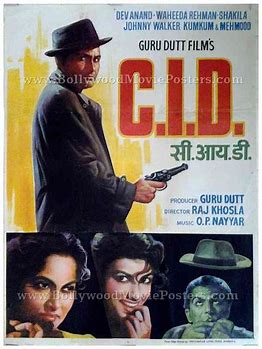 DEV ANAND - WAHEEDA REHMAN - SHAKILA
JOHNNY WALKER KUMKUM & MEHMOOD
GURU DUTT FILM'S
www.BollywoodMoviePosters.com
C.I.D.
सी.आय.डी.
PRODUCER GURU DUTT
DIRECTOR RAJ KHOSLA
MUSIC O.P. NAYYAR
www.BollywoodMoviePosters.com